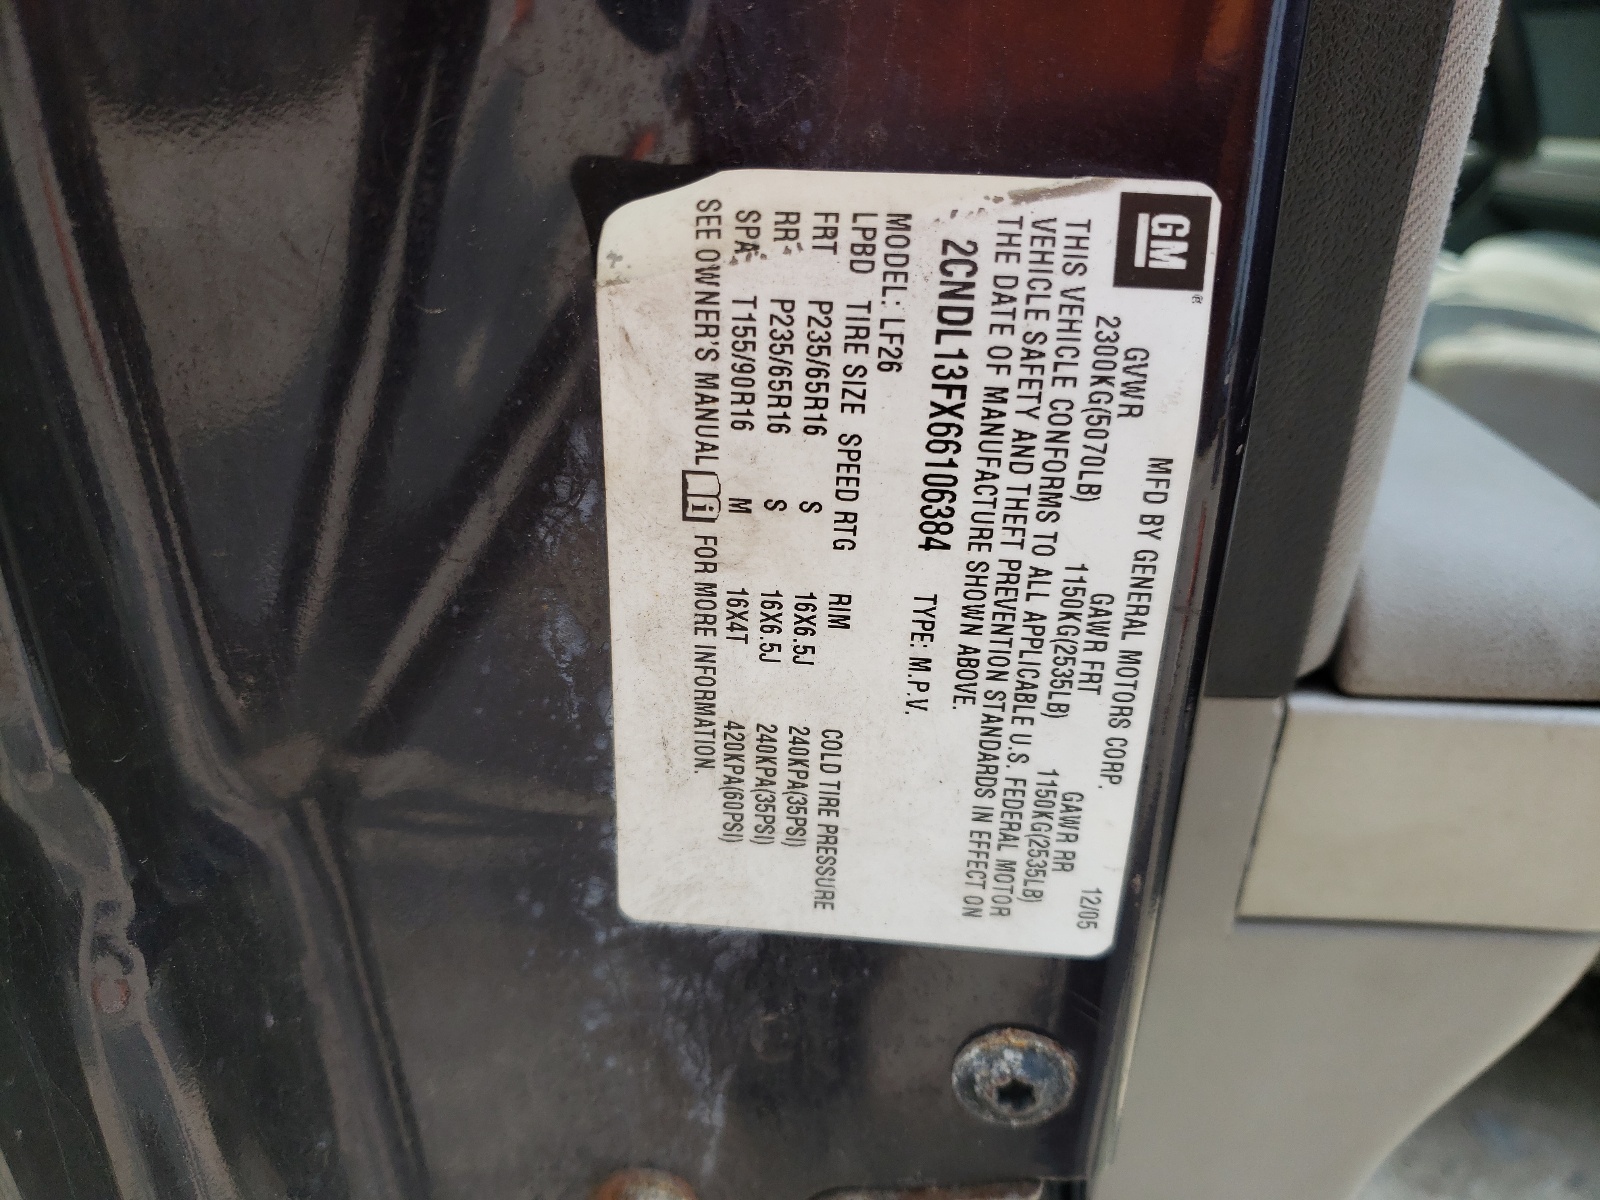 GM®
MFD BY GENERAL MOTORS CORP. 12/05
GVWR GAWR FRT GAWR RR
2300KG(5070LB) 1150KG(2535LB) 1150KG(2535LB)
THIS VEHICLE CONFORMS TO ALL APPLICABLE U.S. FEDERAL MOTOR
VEHICLE SAFETY AND THEFT PREVENTION STANDARDS IN EFFECT ON
THE DATE OF MANUFACTURE SHOWN ABOVE.
2CNDL13FX66106384 TYPE: M.P.V.
MODEL: LF26
LPBD TIRE SIZE SPEED RTG RIM COLD TIRE PRESSURE
FRT P235/65R16 S 16X6.5J 240KPA(35PSI)
RR P235/65R16 S 16X6.5J 240KPA(35PSI)
SPA P T155/90R16 M 16X4T 420KPA(60PSI)
SEE OWNER'S MANUAL i FOR MORE INFORMATION.